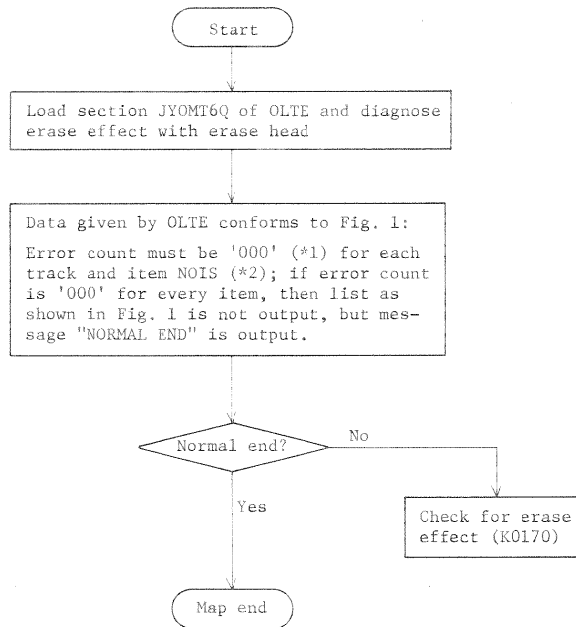 Start
Load section JYOMT6Q of OLTE and diagnose
erase effect with erase head
Data given by OLTE conforms to Fig. 1:
Error count must be '000' (*1) for each
track and item NOIS (*2); if error count
is '000' for every item, then list as
shown in Fig. 1 is not output, but mes-
sage "NORMAL END" is output.
Normal end?
No
Yes
Check for erase
effect (K0170)
Map end